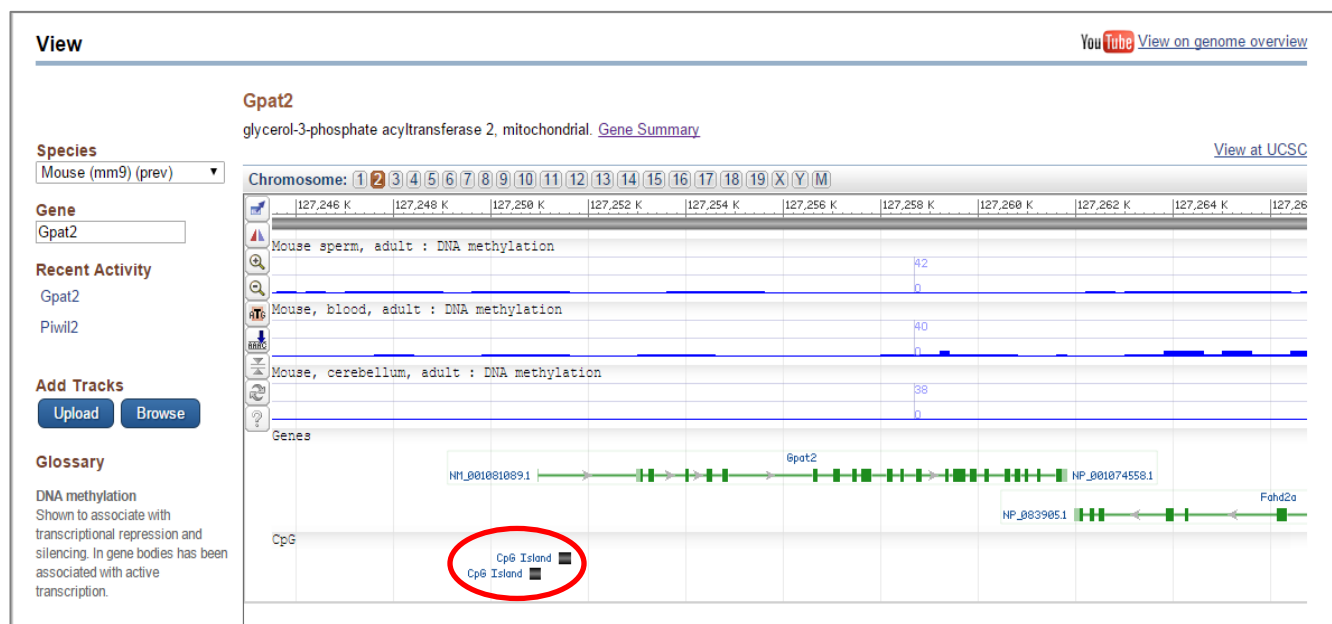 View
YouTube View on genome overview
Gpat2
glycerol-3-phosphate acyltransferase 2, mitochondrial. Gene Summary
View at UCSC
Species
Mouse (mm9) (prev)
Chromosome: 1 2 3 4 5 6 7 8 9 10 11 12 13 14 15 16 17 18 19 X Y M
127,246 K 127,248 K 127,250 K 127,252 K 127,254 K 127,256 K 127,258 K 127,260 K 127,262 K 127,264 K 127,26
Gene
Gpat2
Mouse sperm, adult : DNA methylation
42
0
Recent Activity
Gpat2
Piwil2
Mouse, blood, adult : DNA methylation
40
0
Mouse, cerebellum, adult : DNA methylation
38
0
Add Tracks
Upload Browse
Genes
Gpat2
NM_001081089.1 NP_001074558.1
Fahd2a
NP_083905.1
Glossary
DNA methylation
Shown to associate with
transcriptional repression and
silencing. In gene bodies has been
associated with active
transcription.
CpG
CpG Island
CpG Island